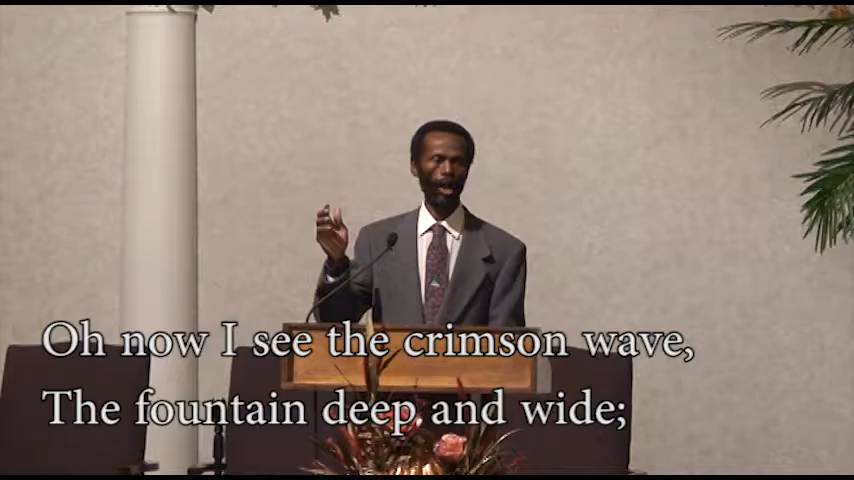 Oh now I see the crimson wave,
The fountain deep and wide;